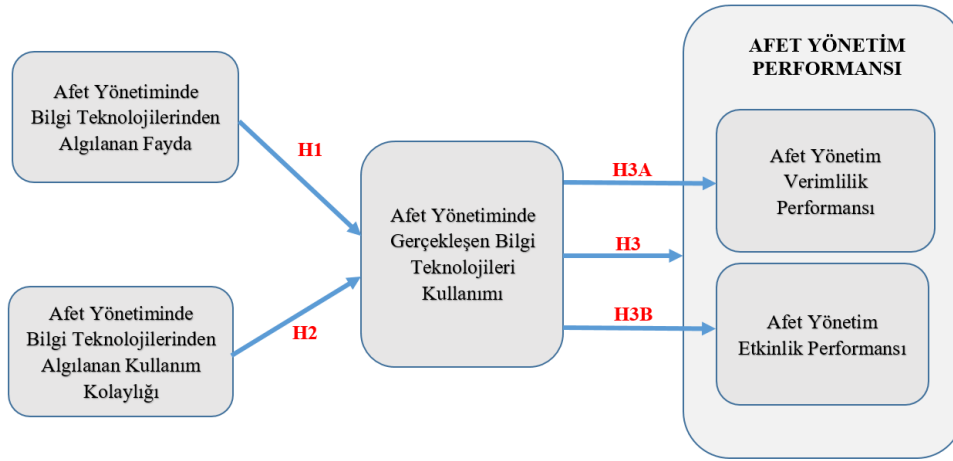 Afet Yönetiminde
Bilgi Teknolojilerinden
Algılanan Fayda
H1
Afet Yönetiminde
Bilgi Teknolojilerinden
Algılanan Kullanım
Kolaylığı
H2
Afet Yönetiminde
Gerçekleşen Bilgi
Teknolojileri
Kullanımı
H3A
H3
H3B
AFET YÖNETİM
PERFORMANSI
Afet Yönetim
Verimlilik
Performansı
Afet Yönetim
Etkinlik Performansı